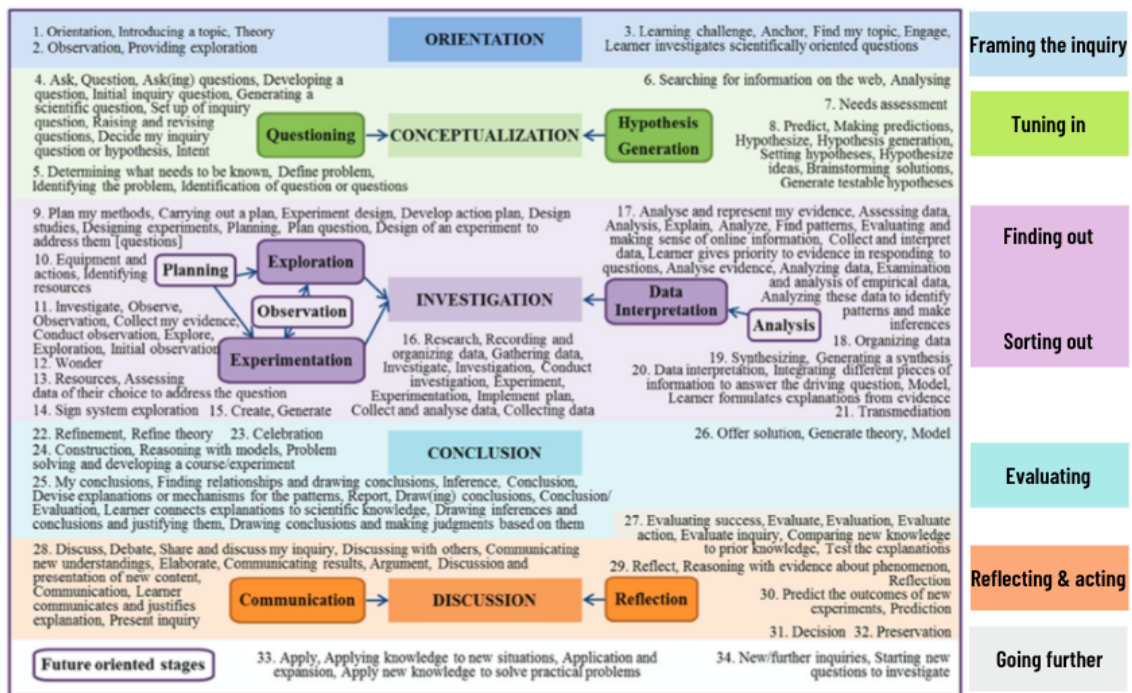 1. Orientation, Introducing a topic, Theory
2. Observation, Providing exploration
ORIENTATION
3. Learning challenge, Anchor, Find my topic, Engage,
Learner investigates scientifically oriented questions
Framing the inquiry
4. Ask, Question, Ask(ing) questions, Developing a
question, Initial inquiry question, Generating a
scientific question, Set up of inquiry
question, Raising and revising
questions, Decide my inquiry
question or hypothesis, Intent
5. Determining what needs to be known, Define problem,
Identifying the problem, Identification of question or questions
Questioning
CONCEPTUALIZATION
Hypothesis
Generation
6. Searching for information on the web, Analysing
7. Needs assessment
8. Predict, Making predictions,
Hypothesize, Hypothesis generation,
Setting hypotheses, Hypothesize
ideas, Brainstorming solutions,
Generate testable hypotheses
Tuning in
9. Plan my methods, Carrying out a plan, Experiment design, Develop action plan, Design
studies, Designing experiments, Planning, Plan question, Design of an experiment to
address them [questions]
10. Equipment and
actions, Identifying
resources
Planning
Exploration
Observation
Experimentation
11. Investigate, Observe,
Observation, Collect my evidence,
Conduct observation, Explore,
Exploration, Initial observation
12. Wonder
13. Resources, Assessing
data of their choice to address the question
14. Sign system exploration
15. Create, Generate
INVESTIGATION
16. Research, Recording and
organizing data, Gathering data,
Investigate, Investigation, Conduct
investigation, Experiment,
Experimentation, Implement plan,
Collect and analyse data, Collecting data
Data
Interpretation
Analysis
17. Analyse and represent my evidence, Assessing data,
Analysis, Explain, Analyze, Find patterns, Evaluating and
making sense of online information, Collect and interpret
data, Learner gives priority to evidence in responding to
questions, Analyse evidence, Analyzing data, Examination
and analysis of empirical data,
Analyzing these data to identify
patterns and make
inferences
18. Organizing data
19. Synthesizing, Generating a synthesis
20. Data interpretation, Integrating different pieces of
information to answer the driving question, Model,
Learner formulates explanations from evidence
21. Transmediation
Finding out
Sorting out
22. Refinement, Refine theory
23. Celebration
24. Construction, Reasoning with models, Problem
solving and developing a course/experiment
CONCLUSION
25. My conclusions, Finding relationships and drawing conclusions, Inference, Conclusion,
Devise explanations or mechanisms for the patterns, Report, Draw(ing) conclusions, Conclusion/
Evaluation, Learner connects explanations to scientific knowledge, Drawing inferences and
conclusions and justifying them, Drawing conclusions and making judgments based on them
26. Offer solution, Generate theory, Model
27. Evaluating success, Evaluate, Evaluation, Evaluate
action, Evaluate inquiry, Comparing new knowledge
to prior knowledge, Test the explanations
Evaluating
28. Discuss, Debate, Share and discuss my inquiry, Discussing with others, Communicating
new understandings, Elaborate, Communicating results, Argument, Discussion and
presentation of new content,
Communication, Learner
communicates and justifies
explanation, Present inquiry
Communication
DISCUSSION
Reflection
29. Reflect, Reasoning with evidence about phenomenon,
Reflection
30. Predict the outcomes of new
experiments, Prediction
31. Decision 32. Preservation
Reflecting & acting
Future oriented stages
33. Apply, Applying knowledge to new situations, Application and
expansion, Apply new knowledge to solve practical problems
34. New/further inquiries, Starting new
questions to investigate
Going further